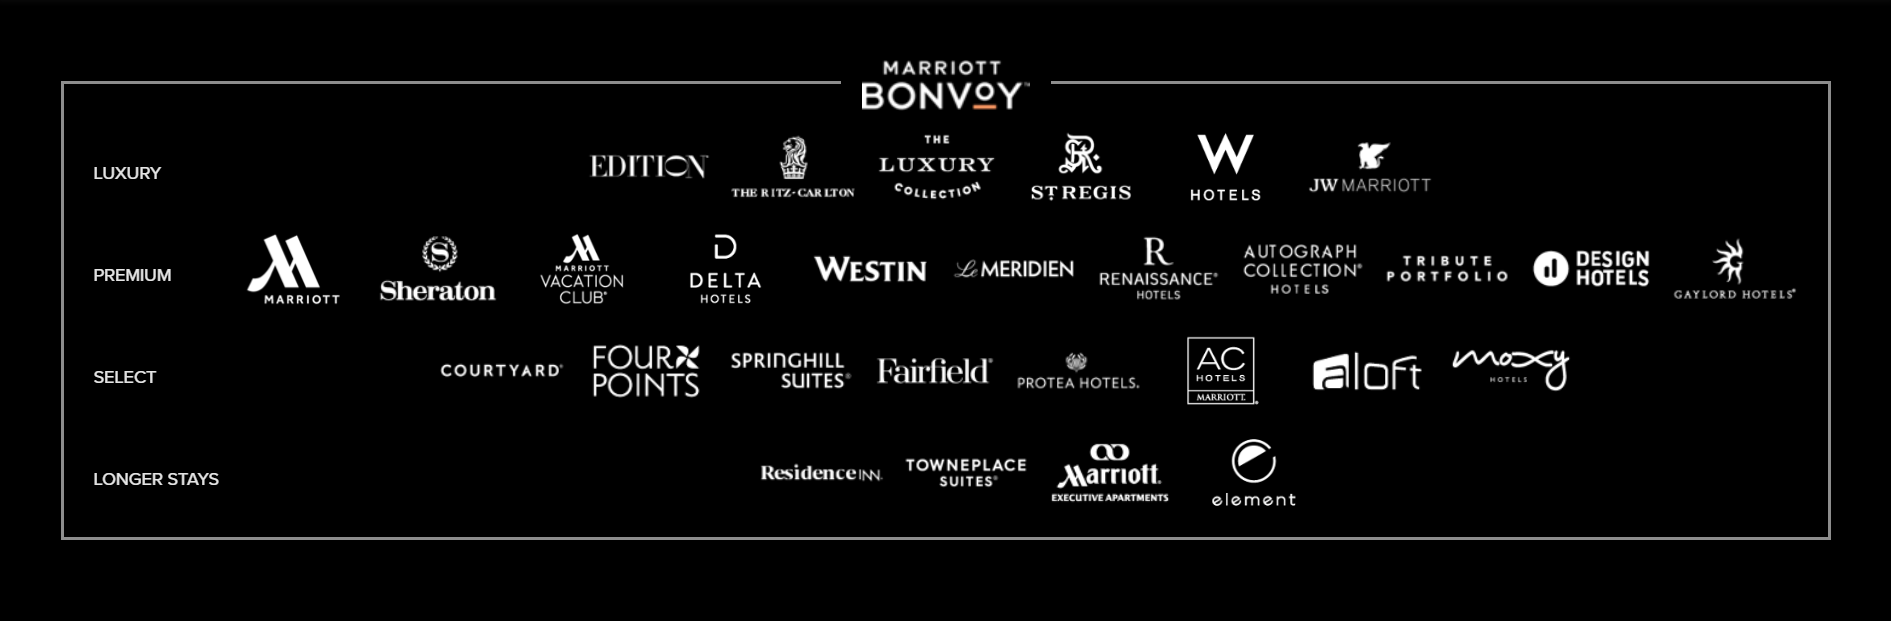 MARRIOTT
BONVOY™
LUXURY
EDITION
THE RITZ-CARLTON
THE
LUXURY
COLLECTION
ST REGIS
W
HOTELS
JW MARRIOTT
PREMIUM
MARRIOTT
S
Sheraton
MARRIOTT
VACATION
CLUB®
D
DELTA
HOTELS
WESTIN
Le MERIDIEN
R
RENAISSANCE®
HOTELS
AUTOGRAPH
COLLECTION®
HOTELS
TRIBUTE
PORTFOLIO
DESIGN
HOTELS
GAYLORD HOTELS®
SELECT
COURTYARD®
FOUR
POINTS
SPRINGHILL
SUITES®
Fairfield®
PROTEA HOTELS.
AC
HOTELS
MARRIOTT
aloft
moxy
HOTELS
LONGER STAYS
Residence INN.
TOWNEPLACE
SUITES®
Marriott
EXECUTIVE APARTMENTS
element